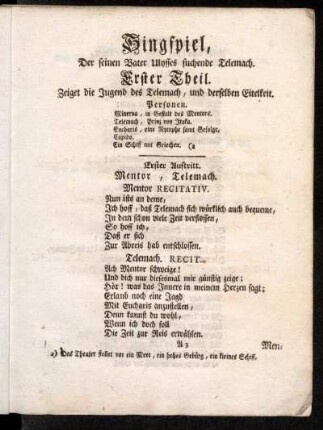 Singspiel,
Der seinen Vater Ulysses suchende Telemach.
Erster Theil.
Zeiget die Jugend des Telemach, und derselben Eitelkeit.
Personen.
Minerva, in Gestalt des Mentors.
Telemach, Prinz von Itaka.
Eucharis, eine Nymphe samt Gefolge,
Cupido.
Ein Schiff mit Griechen. (a
Erster Auftritt.
Mentor, Telemach.
Mentor RECITATIV.
Nun ists an deme,
Ich hoff, daß Telemach sich würklich auch bequeme,
In dem schon viele Zeit verflossen,
So hoff ich,
Daß er sich
Zur Abreis hab entschlossen.
Telemach. RECIT.
Ach Mentor schweige!
Und dich nur diesesmal mir günstig zeige;
Hör! was das Innere in meinem Herzen sagt;
Erlaub noch eine Jagd
Mit Eucharis anzustellen,
Denn kannst du wohl,
Wenn ich doch soll
Die Zeit zur Reis erwählen.
A 3 Men-
a) Das Theater stellet vor ein Meer, ein hohes Gebürg, ein kleines Schiff.